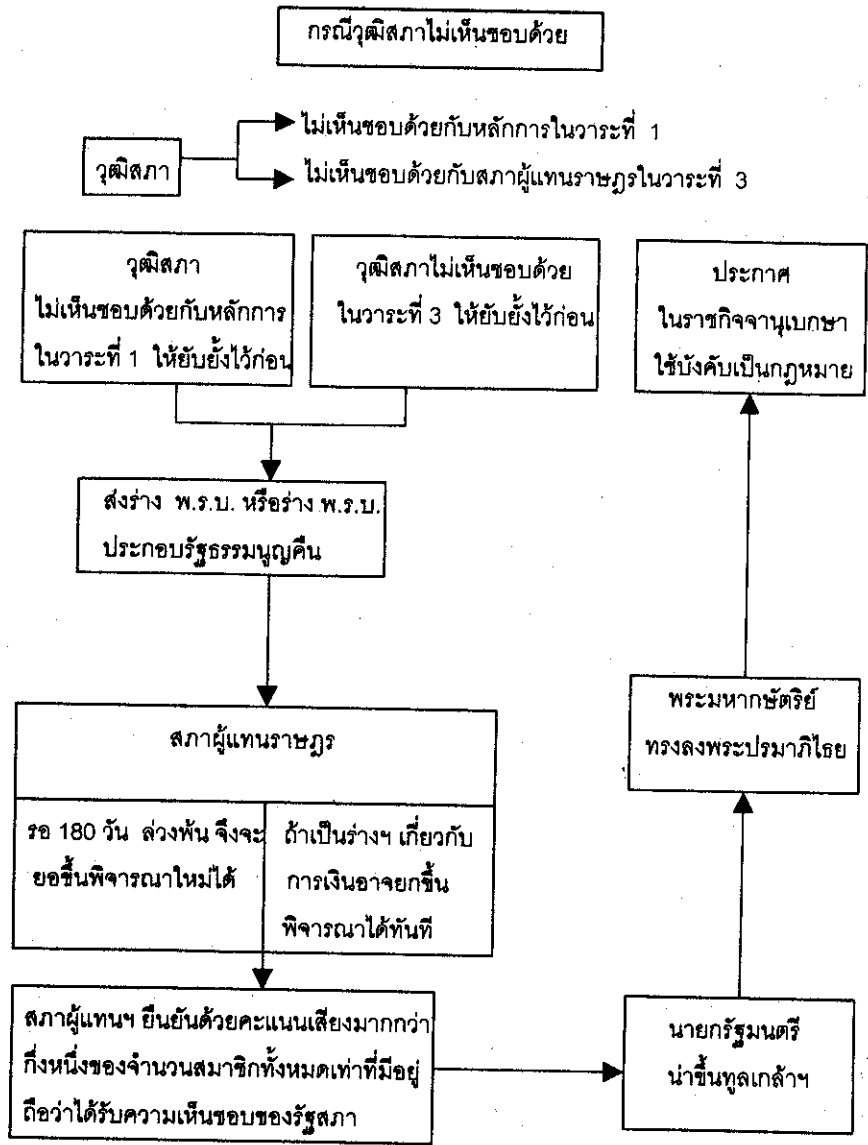 กรณีวุฒิสภาไม่เห็นชอบด้วย
ไม่เห็นชอบด้วยกับหลักการในวาระที่ 1
วุฒิสภา
ไม่เห็นชอบด้วยกับสภาผู้แทนราษฎรในวาระที่ 3
วุฒิสภา
ไม่เห็นชอบด้วยกับหลักการ
ในวาระที่ 1 ให้ยับยั้งไว้ก่อน
วุฒิสภาไม่เห็นชอบด้วย
ในวาระที่ 3 ให้ยับยั้งไว้ก่อน
ประกาศ
ในราชกิจจานุเบกษา
ใช้บังคับเป็นกฎหมาย
ส่งร่าง พ.ร.บ. หรือร่าง พ.ร.บ.
ประกอบรัฐธรรมนูญคืน
สภาผู้แทนราษฎร
รอ 180 วัน ล่วงพ้น จึงจะ
ยอขึ้นพิจารณาใหม่ได้
ถ้าเป็นร่างฯ เกี่ยวกับ
การเงินอาจยกขึ้น
พิจารณาได้ทันที
พระมหากษัตริย์
ทรงลงพระปรมาภิไธย
สภาผู้แทนฯ ยืนยันด้วยคะแนนเสียงมากกว่า
กึ่งหนึ่งของจำนวนสมาชิกทั้งหมดเท่าที่มีอยู่
ถือว่าได้รับความเห็นชอบของรัฐสภา
นายกรัฐมนตรี
นำขึ้นทูลเกล้าฯ